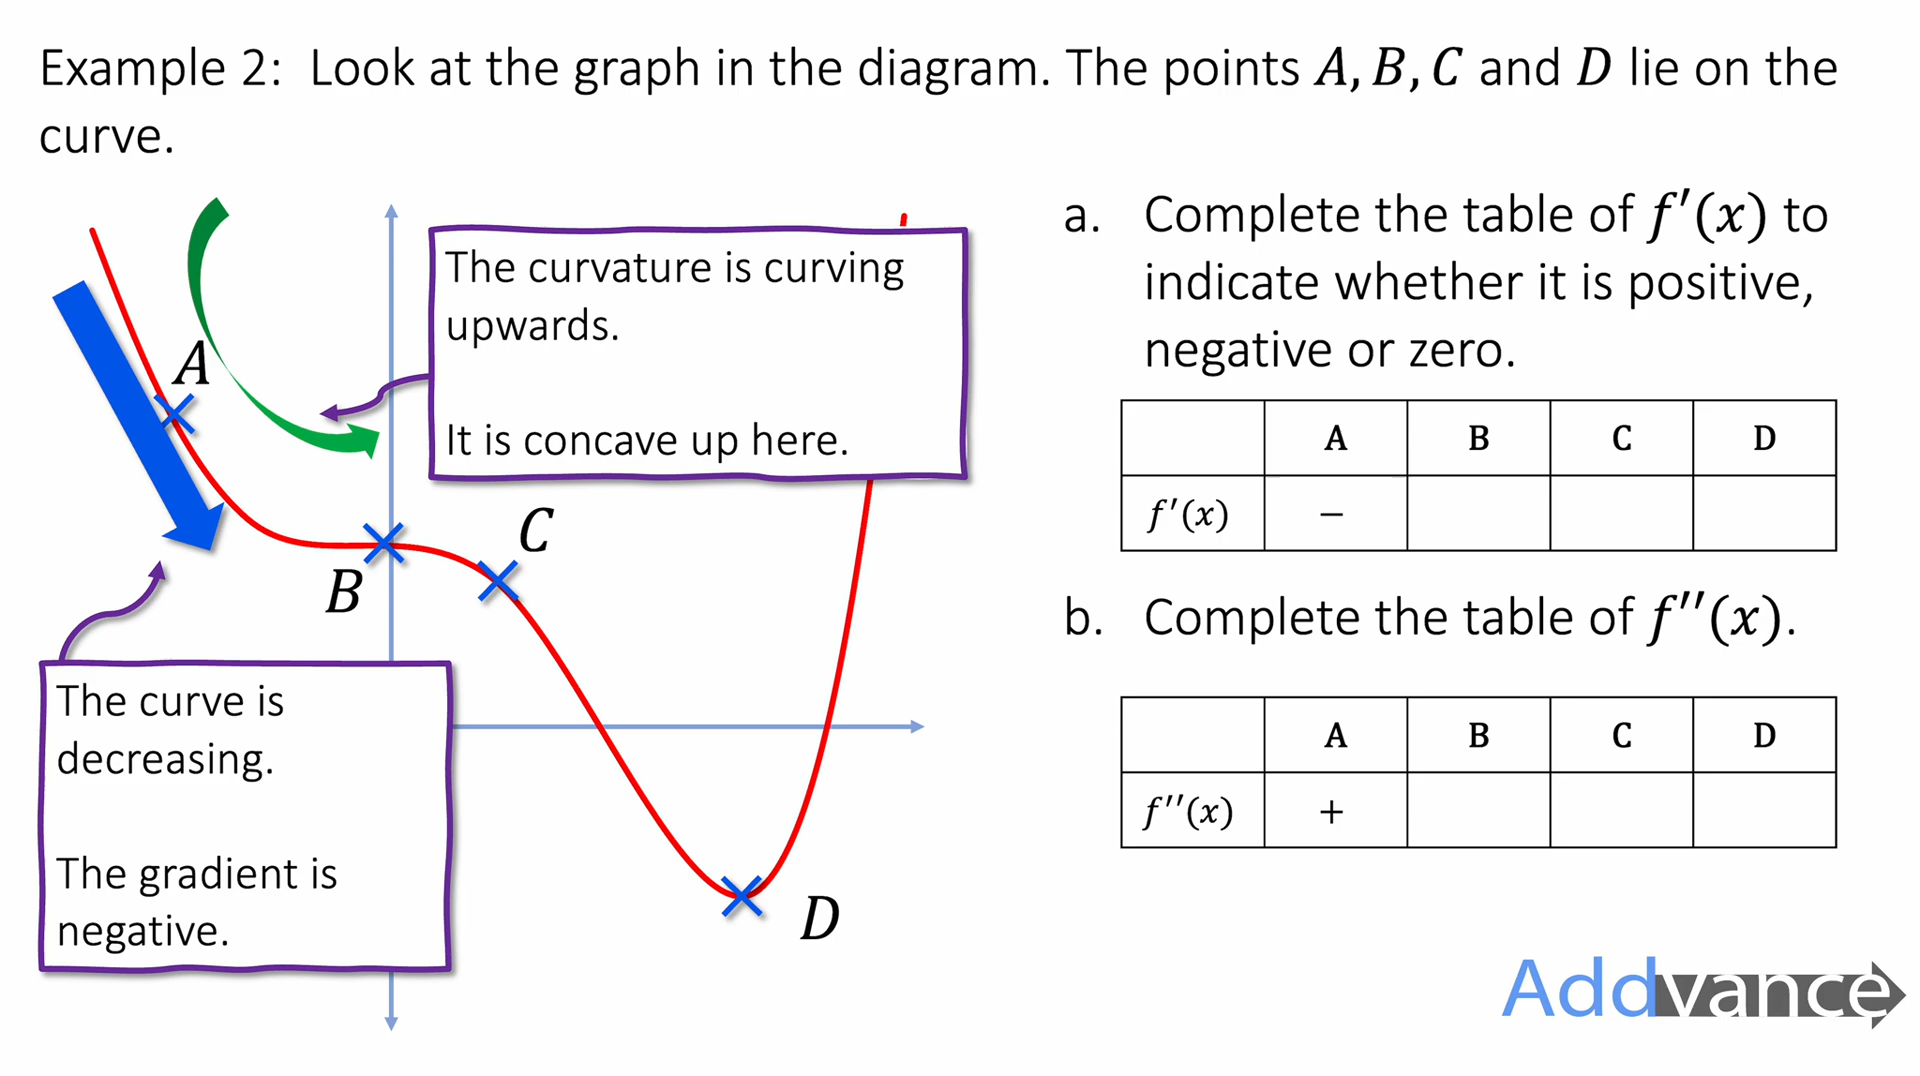 Example 2:  Look at the graph in the diagram. The points A, B, C and D lie on the
curve.
The curvature is curving
upwards.
It is concave up here.
A
B
C
D
The curve is
decreasing.
The gradient is
negative.
a. Complete the table of f′(x) to
indicate whether it is positive,
negative or zero.
A B C D
f′(x) −
b. Complete the table of f″(x).
A B C D
f″(x) +
Addvance